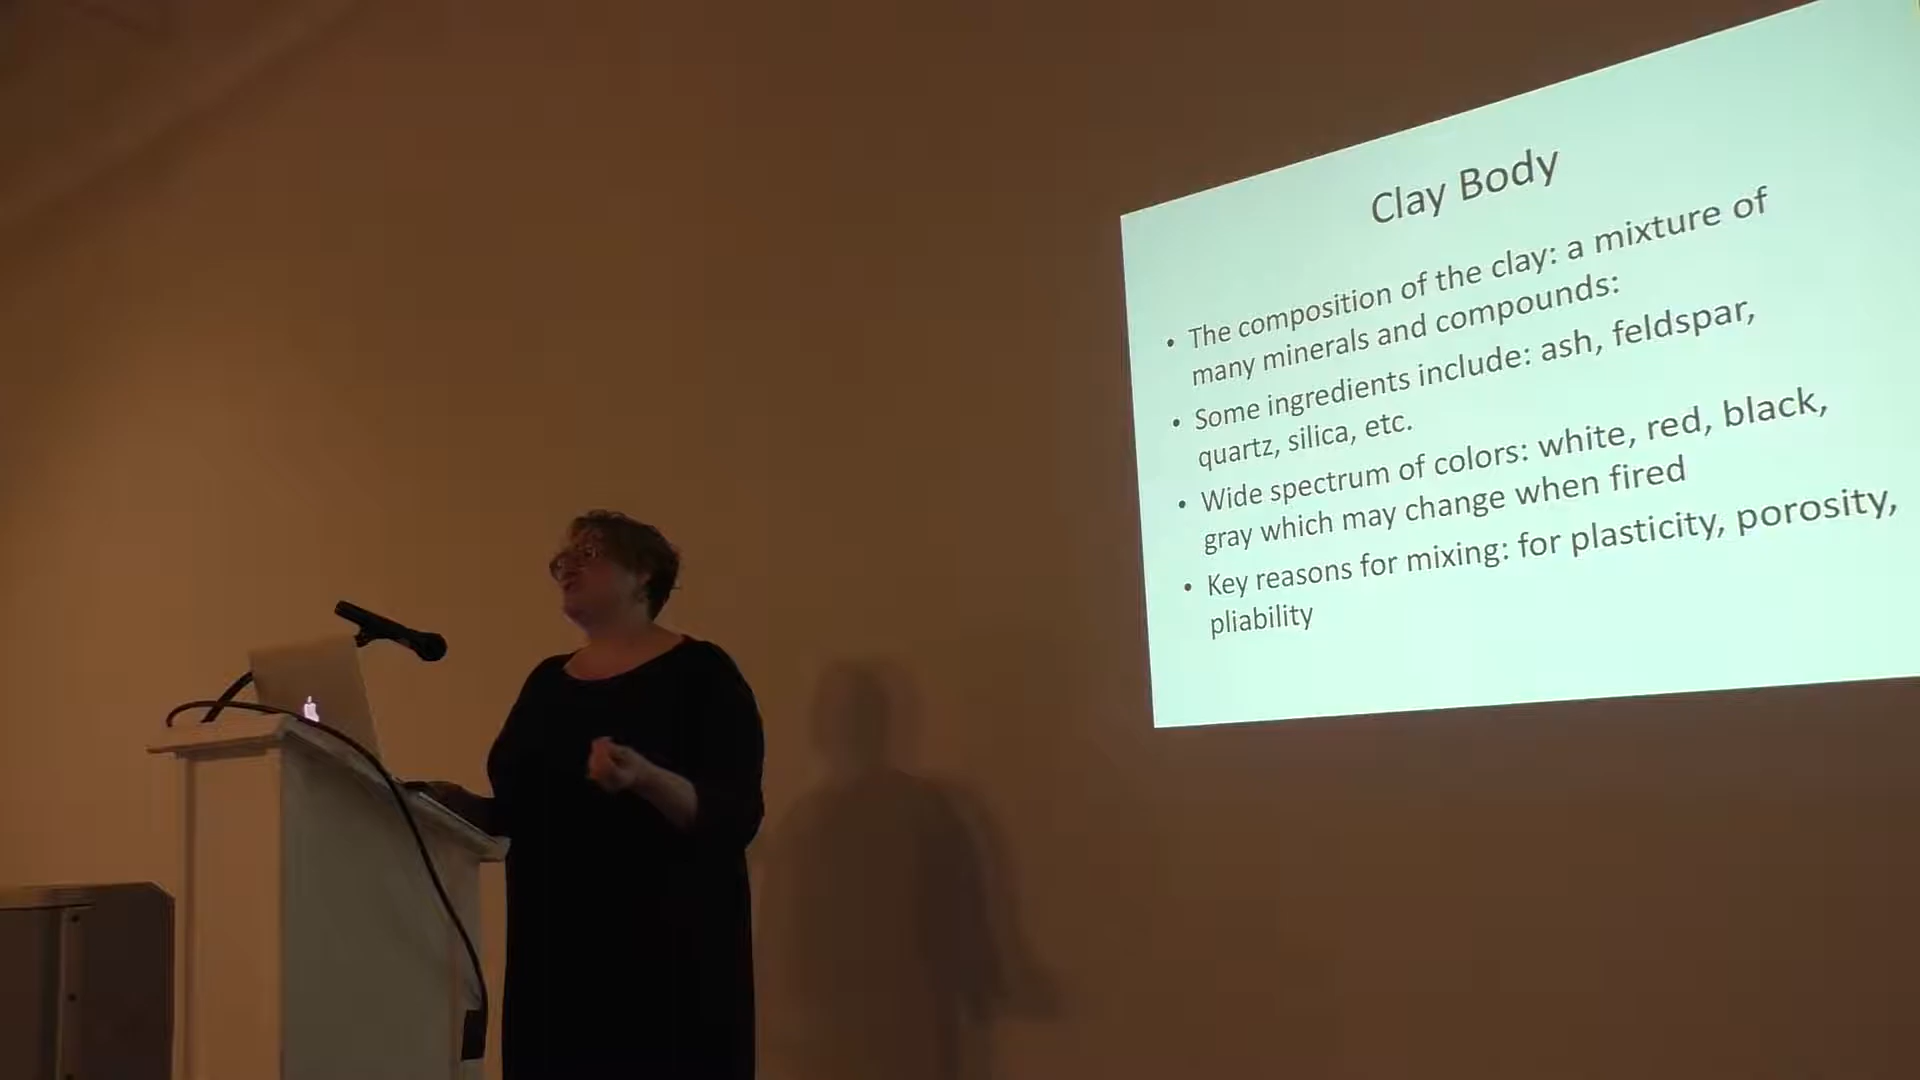 Clay Body
• The composition of the clay: a mixture of
many minerals and compounds:
• Some ingredients include: ash, feldspar,
quartz, silica, etc.
• Wide spectrum of colors: white, red, black,
gray which may change when fired
• Key reasons for mixing: for plasticity, porosity,
pliability